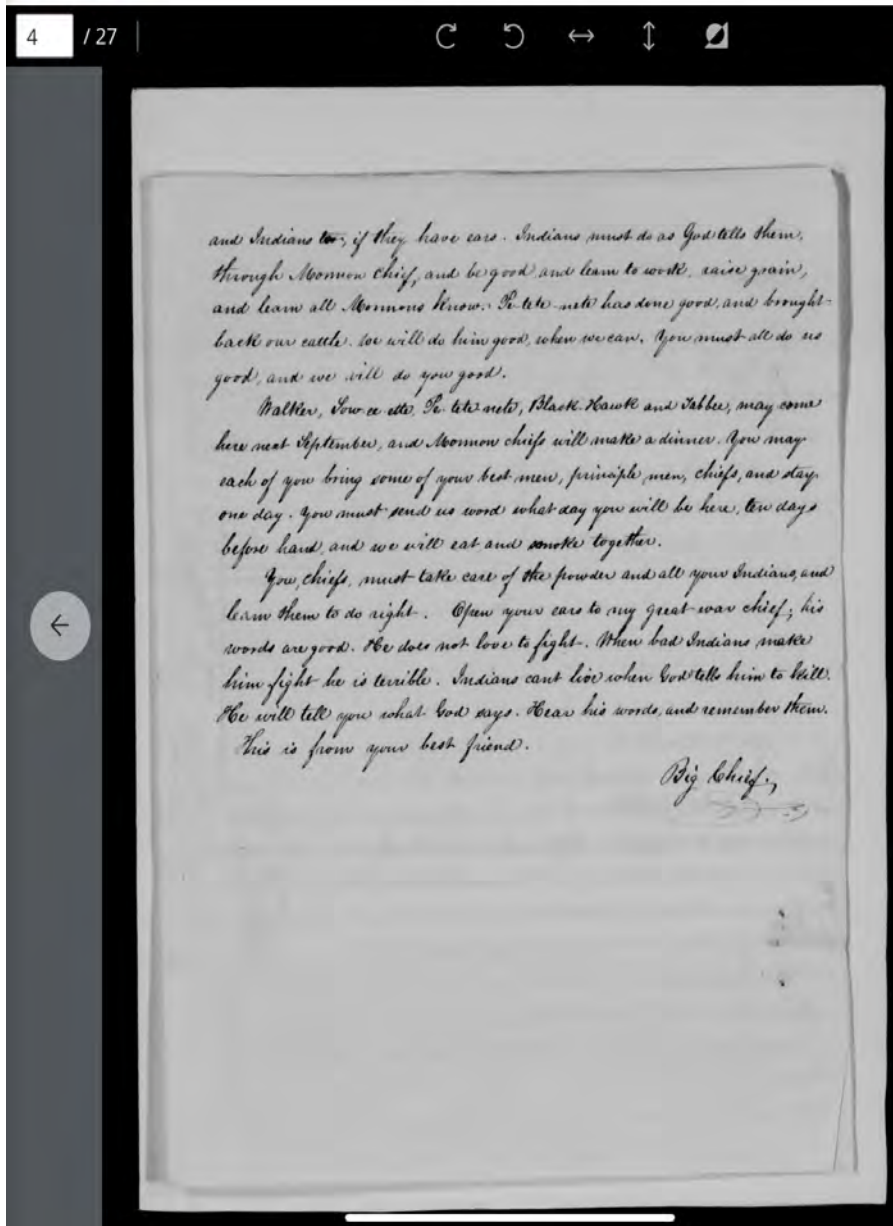 4 / 27
and Indians too, if they have ears. Indians must do as God tells them,
through Mormon chief, and be good and learn to work, raise grain,
and learn all Mormons know. Pe-tete-nete has done good, and brought
back our cattle. We will do him good, when we can. You must all do us
good, and we will do you good.
Walker, Sow-ee-ette, Pe-tete-nete, Black-Hawk and Tabbee, may come
here next September, and Mormon chiefs will make a dinner. You may
each of you bring some of your best men, principle men, chiefs, and stay
one day. You must send us word what day you will be here, ten days
before hand, and we will eat and smoke together.
You, chiefs, must take care of the powder and all your Indians, and
learn them to do right. Open your ears to my great war chief; his
words are good. He does not love to fight. When bad Indians make
him fight he is terrible. Indians cant live when God tells him to kill.
He will tell you what God says. Hear his words, and remember them.
This is from your best friend.
Big Chief.,